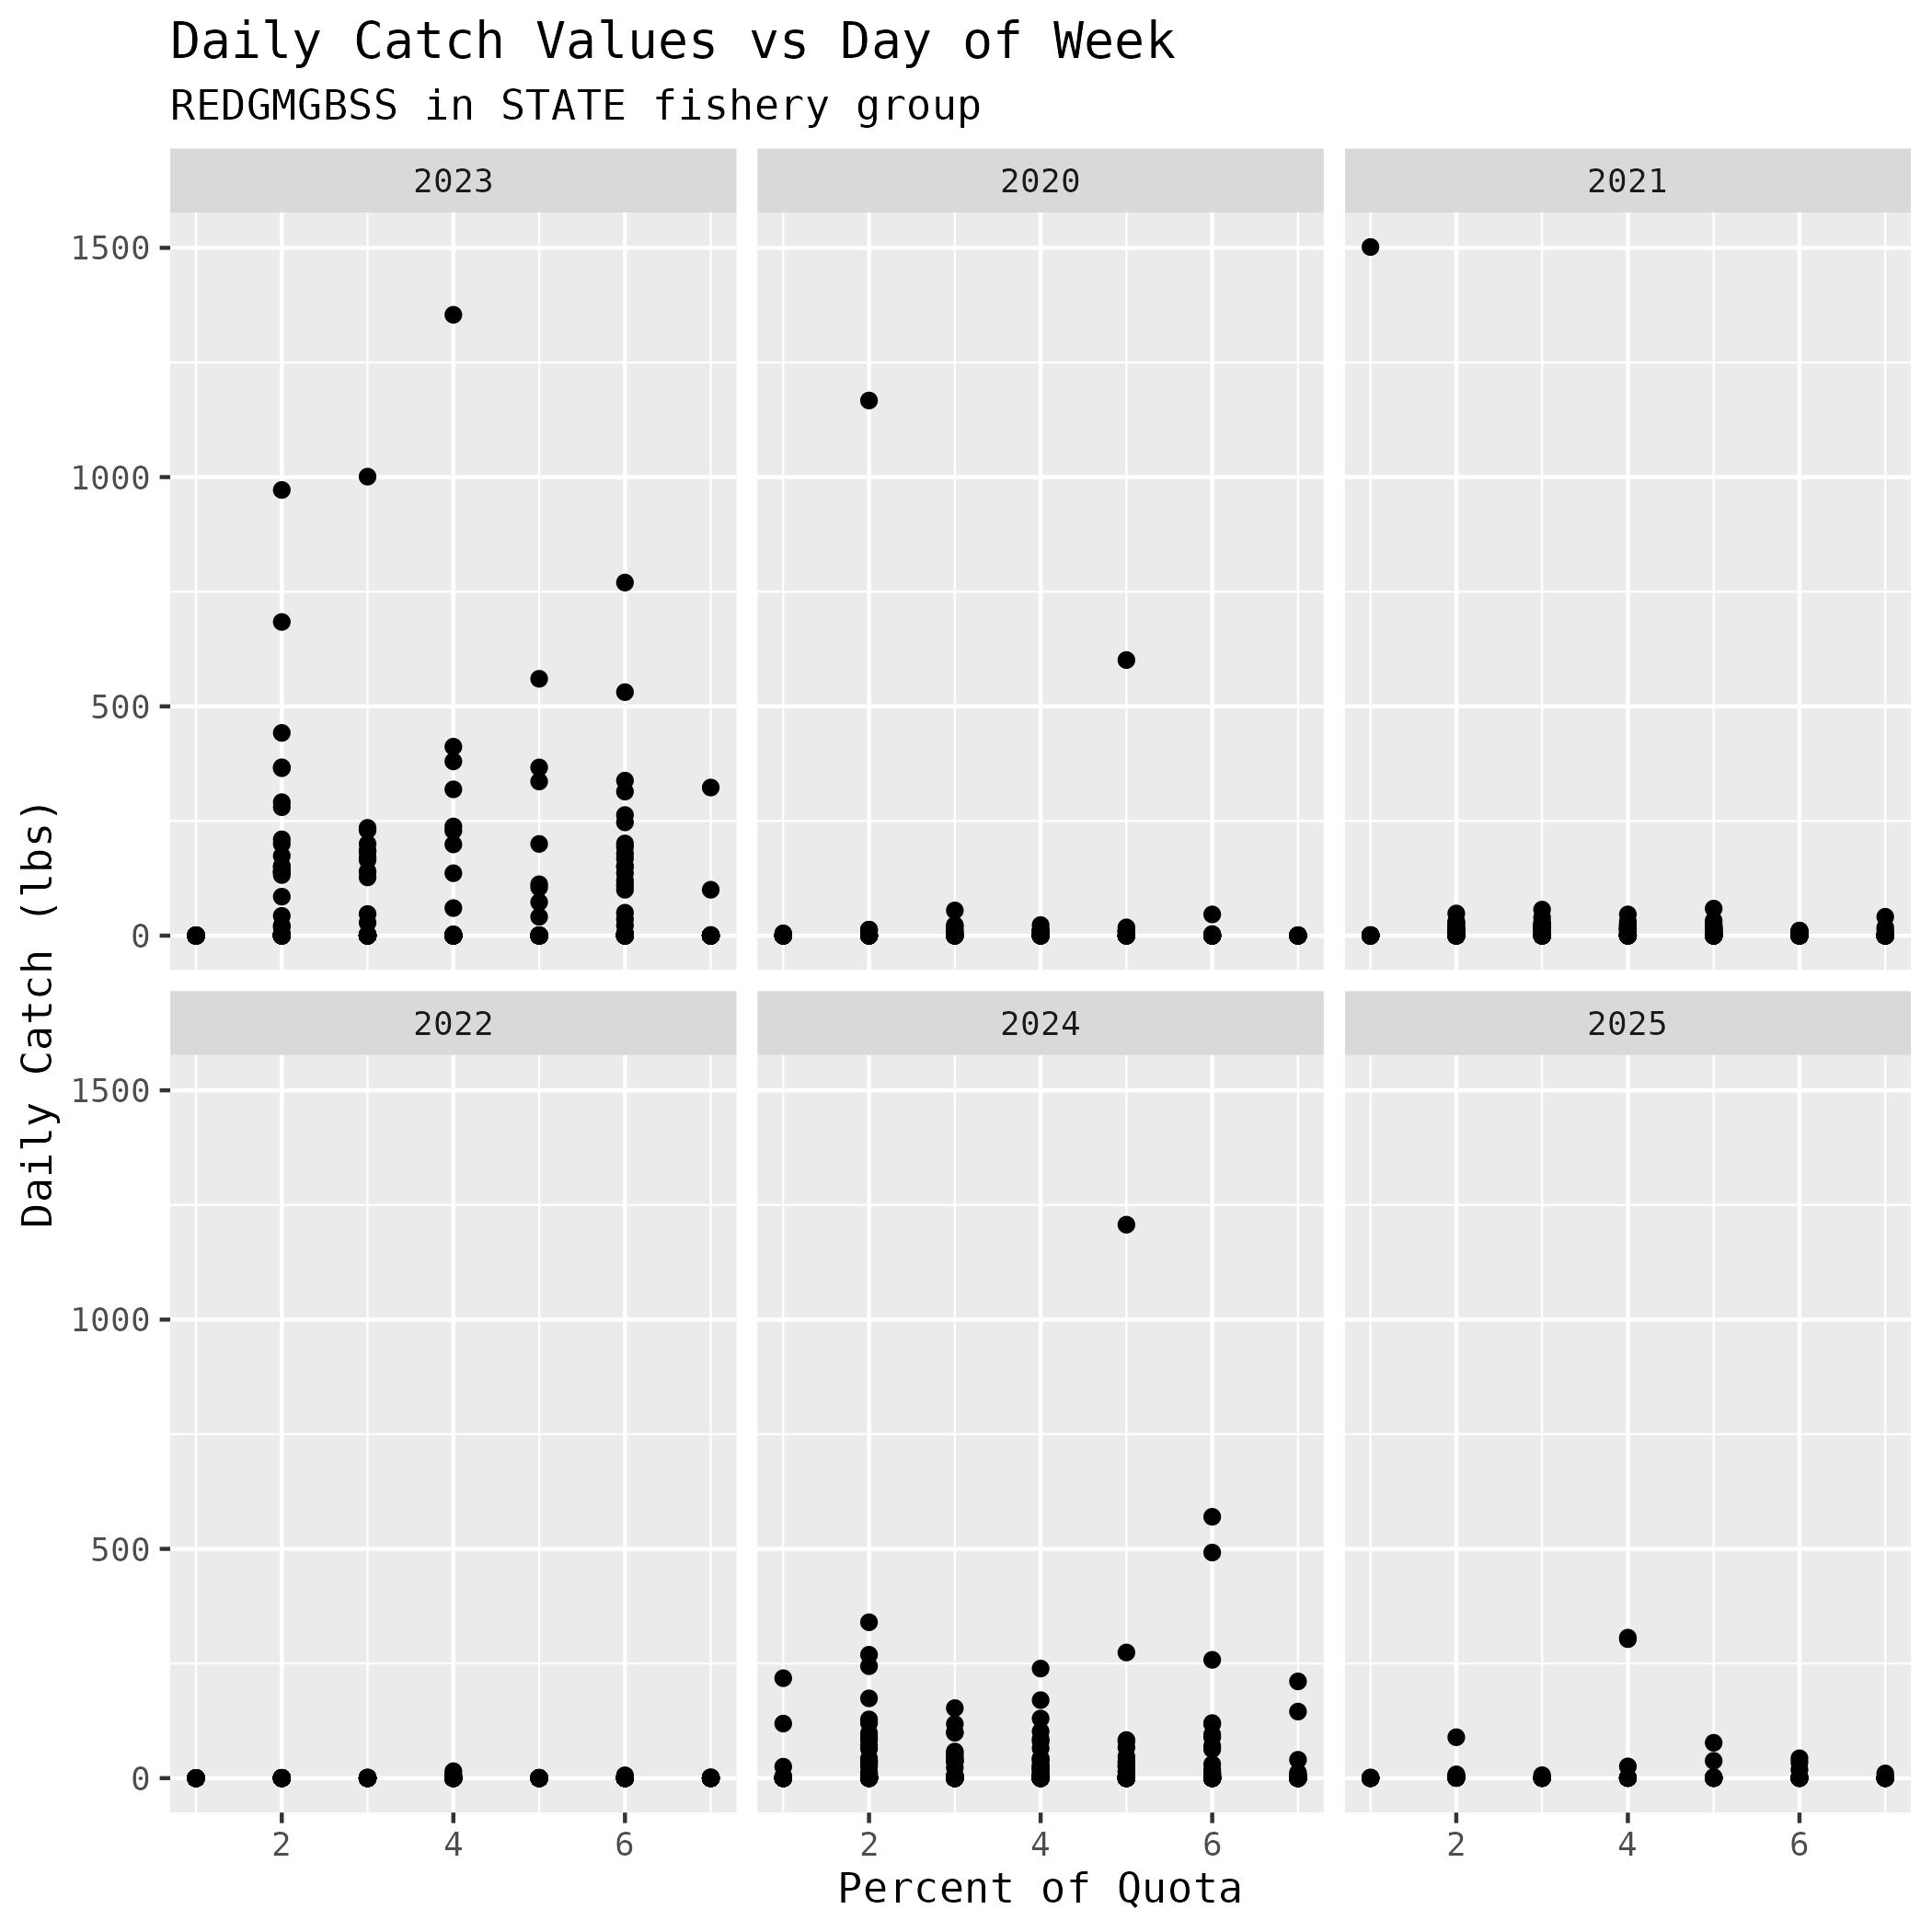 Daily Catch Values vs Day of Week
REDGMGBSS in STATE fishery group
2023 2020 2021
1500
1000
500
0
Daily Catch (lbs)
2022 2024 2025
1500
1000
500
0
2 4 6 2 4 6 2 4 6
Percent of Quota